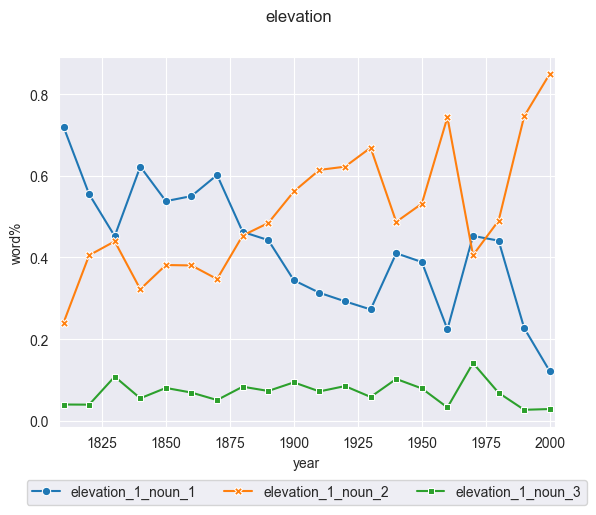 elevation
word%
0.8
0.6
0.4
0.2
0.0
1825 1850 1875 1900 1925 1950 1975 2000
year
elevation_1_noun_1 elevation_1_noun_2 elevation_1_noun_3